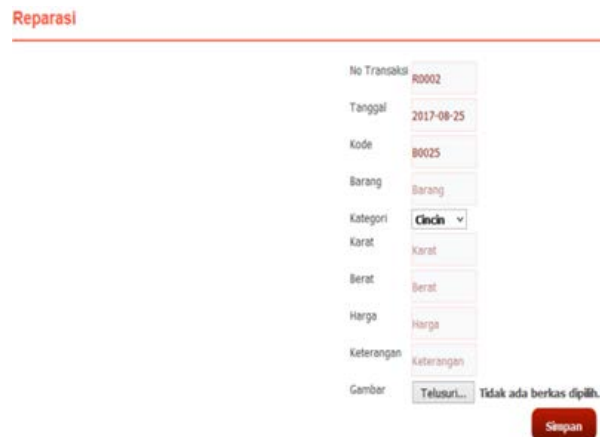 Reparasi
No Transaksi R0002
Tanggal 2017-08-25
Kode B0025
Barang Barang
Kategori Cincin
Karat Karat
Berat Berat
Harga Harga
Keterangan Keterangan
Gambar Telusuri... Tidak ada berkas dipilih.
Simpan